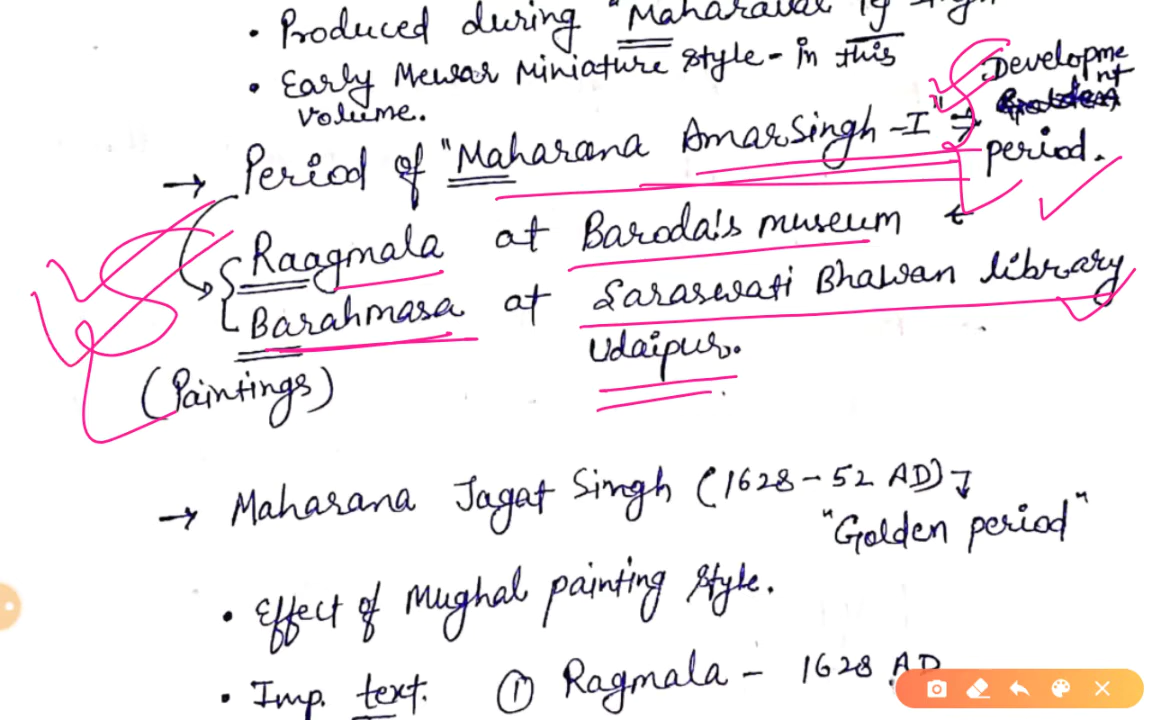 • Produced during "Maharawal
• Early Mewar Miniature style - in this
volume.
→ Period of "Maharana Amarsingh - I" ⇒ Developme
nt
period.
Raagmala at Baroda's museum &
Barahmasa at Saraswati Bhawan library
Udaipur.
(Paintings)
→ Maharana Jagat Singh (1628 - 52 AD)
"Golden period"
• Effect of Mughal painting style.
• Imp. text. ① Ragmala - 1628 AD